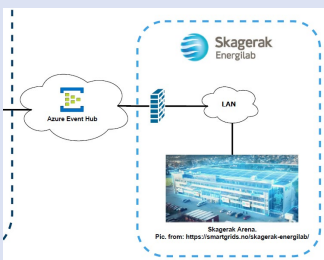 Skagerak
Energilab
LAN
Azure Event Hub
Skagerak Arena,
Pic. from: https://smartgrids.no/skagerak-energilab/